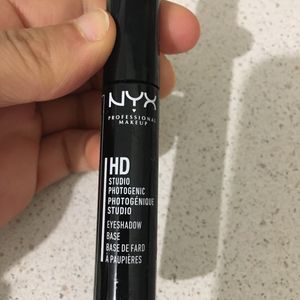 NYX
PROFESSIONAL
MAKEUP
HD
STUDIO
PHOTOGENIC
PHOTOGÉNIQUE
STUDIO
EYESHADOW
BASE
BASE DE FARD
À PAUPIÈRES